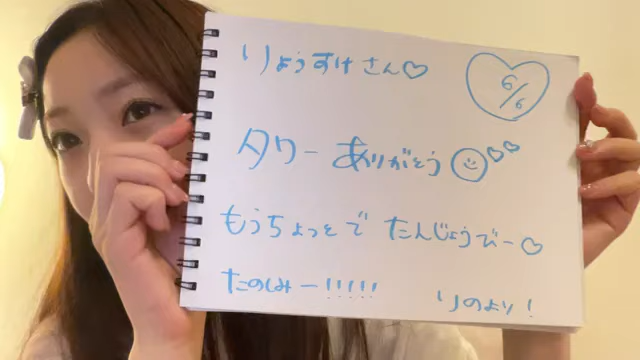 りょうすけさん♡
6/6
タワーありがとう☺♡♡
もうちょっとで たんじょうびー♡
たのしみー!!!!!
りのより!